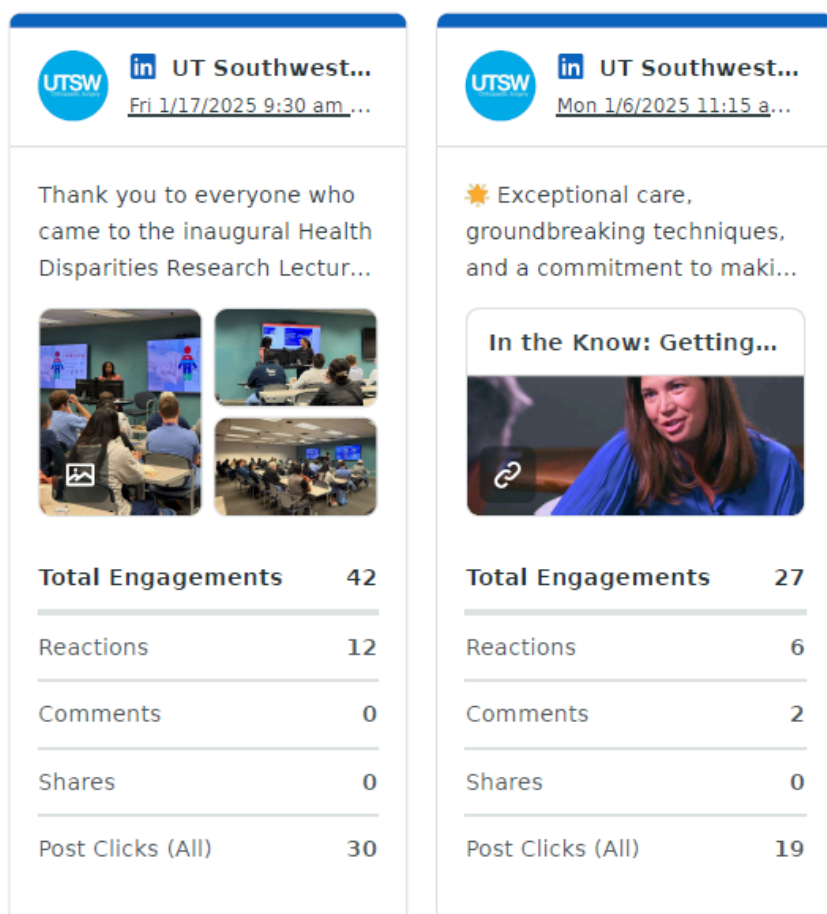 UTSW
in UT Southwest...
Fri 1/17/2025 9:30 am ...
Thank you to everyone who
came to the inaugural Health
Disparities Research Lectur...
Total Engagements 42
Reactions 12
Comments 0
Shares 0
Post Clicks (All) 30
UTSW
in UT Southwest...
Mon 1/6/2025 11:15 a...
🌟 Exceptional care,
groundbreaking techniques,
and a commitment to maki...
In the Know: Getting...
Total Engagements 27
Reactions 6
Comments 2
Shares 0
Post Clicks (All) 19